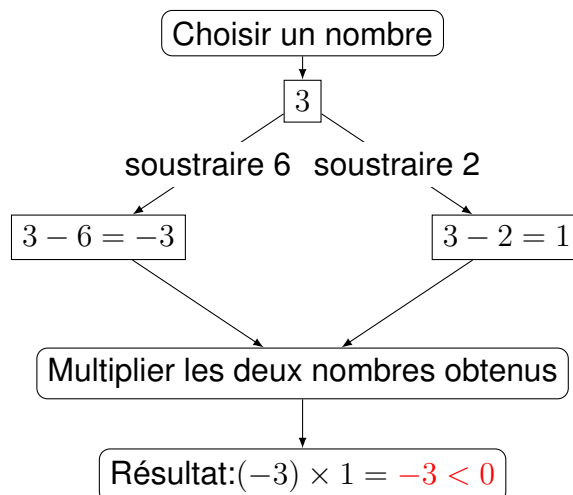 Choisir un nombre
3
soustraire 6 soustraire 2
3 − 6 = −3 3 − 2 = 1
Multiplier les deux nombres obtenus
Résultat:(−3) × 1 = −3 < 0